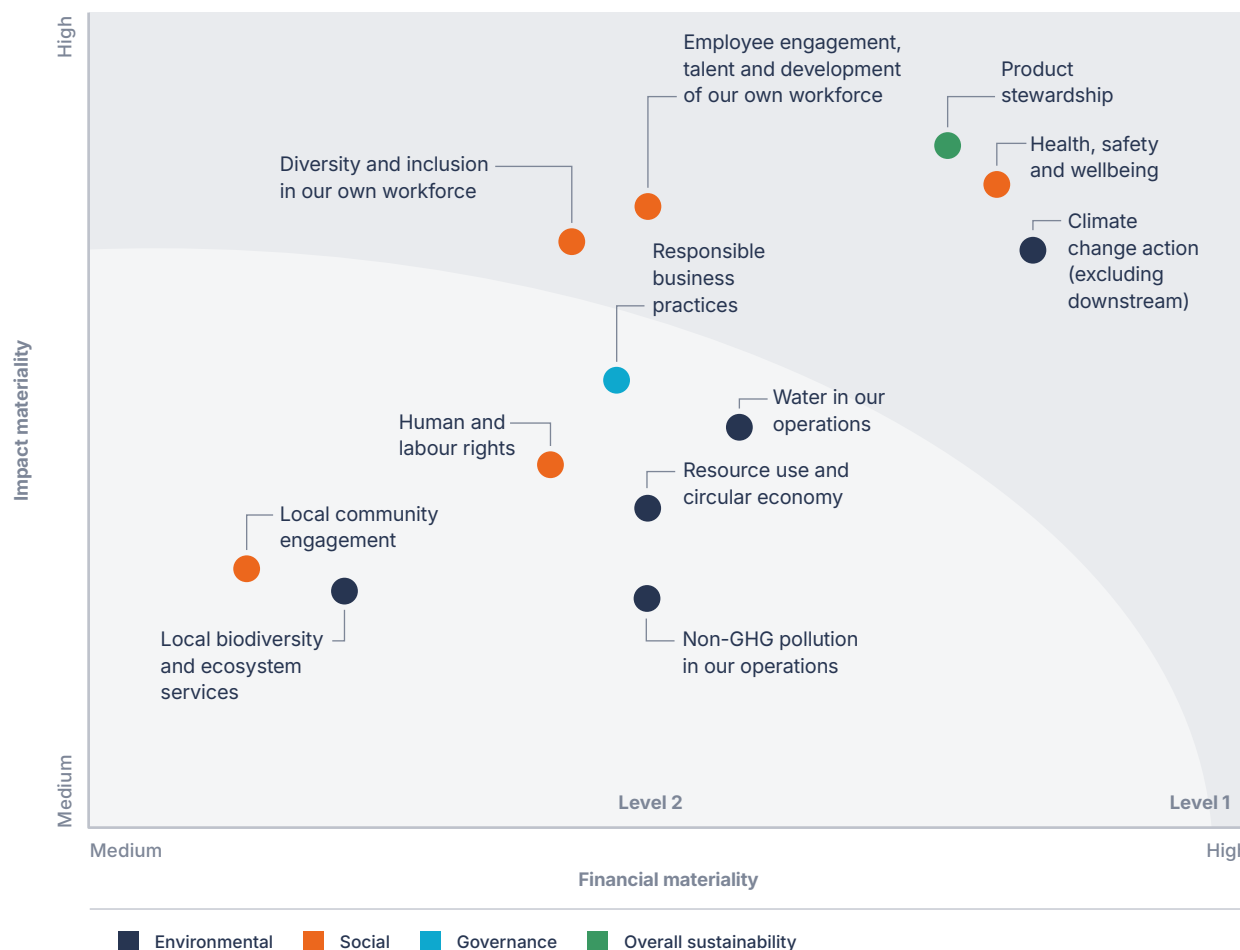 High
Employee engagement,
talent and development
of our own workforce
Product
stewardship
Health, safety
and wellbeing
Diversity and inclusion
in our own workforce
Climate
change action
(excluding
downstream)
Responsible
business
practices
Water in our
operations
Human and
labour rights
Resource use and
circular economy
Local community
engagement
Local biodiversity
and ecosystem
services
Non-GHG pollution
in our operations
Impact materiality
Medium
Level 2
Level 1
Medium
High
Financial materiality
Environmental
Social
Governance
Overall sustainability